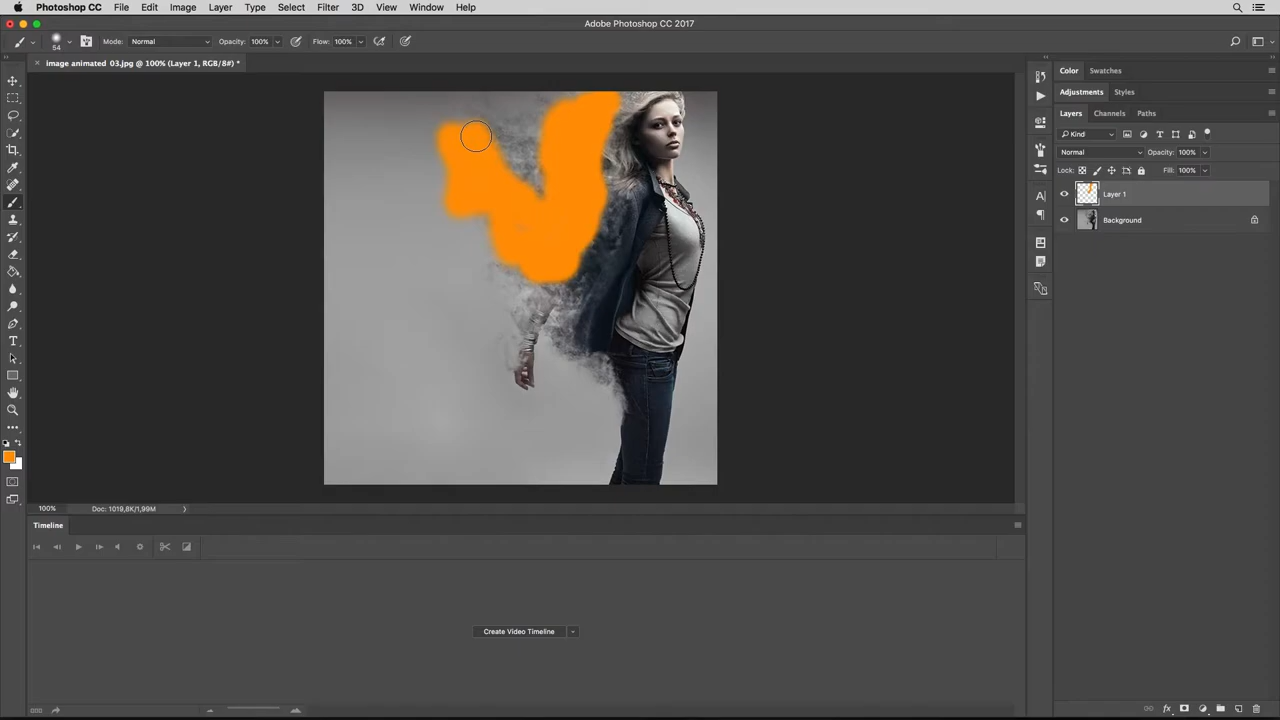 Photoshop CC File Edit Image Layer Type Select Filter 3D View Window Help
Adobe Photoshop CC 2017
54 Mode: Normal Opacity: 100% Flow: 100%
× image animated 03.jpg @ 100% (Layer 1, RGB/8#) *
Color Swatches
Adjustments Styles
Layers Channels Paths
Kind
Normal Opacity: 100%
Lock: Fill: 100%
Layer 1
Background
100% Doc: 1019,8K/1,99M
Timeline
Create Video Timeline